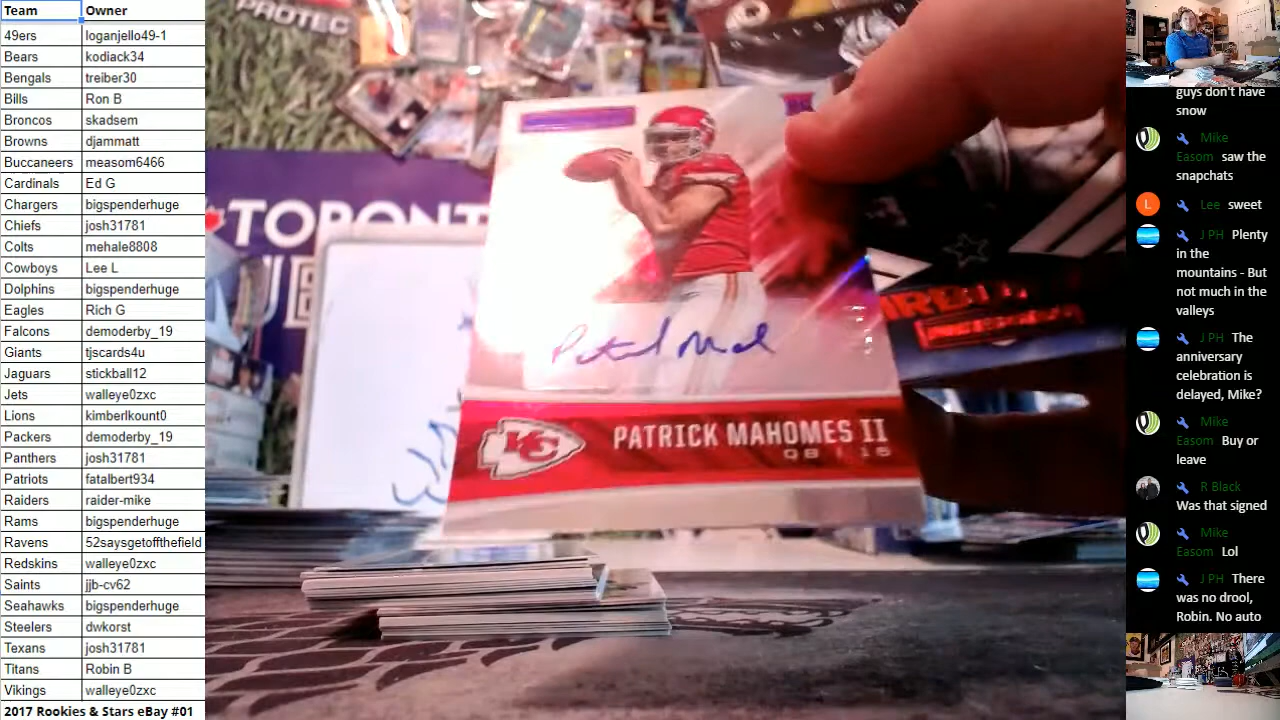 Team Owner
49ers loganjello49-1
Bears kodiack34
Bengals treiber30
Bills Ron B
Broncos skadsem
Browns djammatt
Buccaneers measom6466
Cardinals Ed G
Chargers bigspenderhuge
Chiefs josh31781
Colts mehale8808
Cowboys Lee L
Dolphins bigspenderhuge
Eagles Rich G
Falcons demoderby_19
Giants tjscards4u
Jaguars stickball12
Jets walleye0zxc
Lions kimberlkount0
Packers demoderby_19
Panthers josh31781
Patriots fatalbert934
Raiders raider-mike
Rams bigspenderhuge
Ravens 52saysgetoffthefield
Redskins walleye0zxc
Saints jjb-cv62
Seahawks bigspenderhuge
Steelers dwkorst
Texans josh31781
Titans Robin B
Vikings walleye0zxc
2017 Rookies & Stars eBay #01
PROTEC
TORONT
KC
PATRICK MAHOMES II
QB | 15
guys don't have
snow
Mike
Easom saw the
snapchats
L Lee sweet
J PH Plenty
in the
mountains - But
not much in the
valleys
J PH The
anniversary
celebration is
delayed, Mike?
Mike
Easom Buy or
leave
R Black
Was that signed
Mike
Easom Lol
J PH There
was no drool,
Robin. No auto